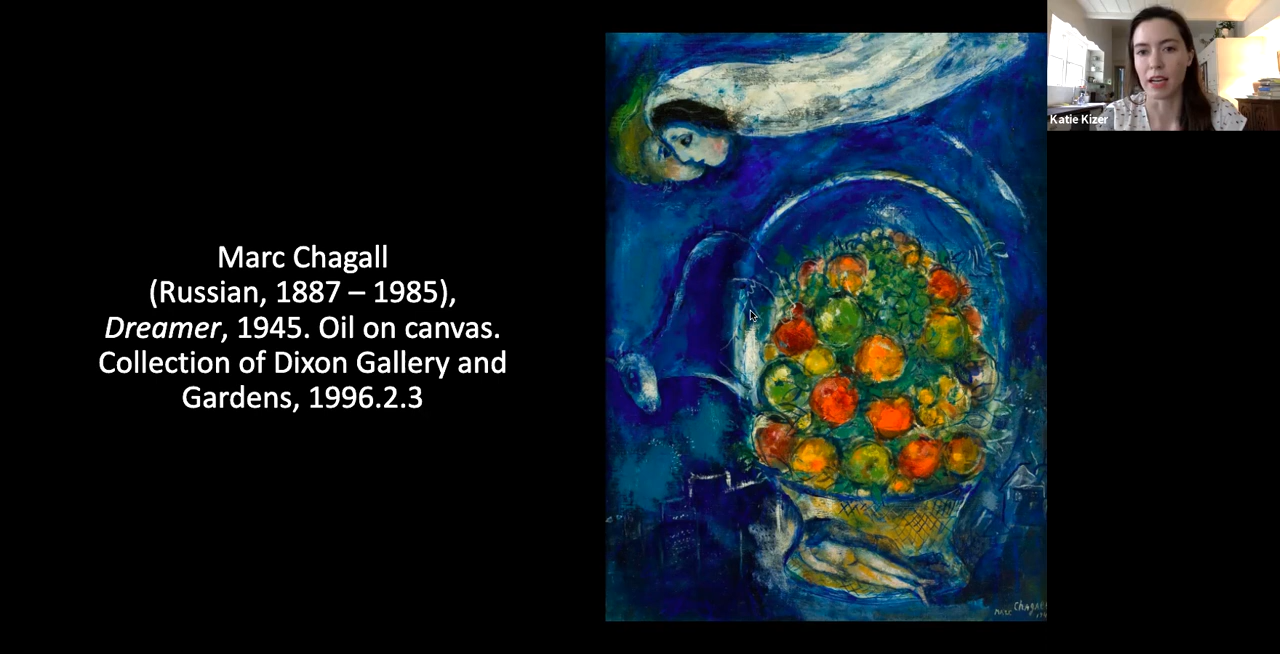 Marc Chagall
(Russian, 1887 – 1985),
Dreamer, 1945. Oil on canvas.
Collection of Dixon Gallery and
Gardens, 1996.2.3
Katie Kizer
MARC Chagall